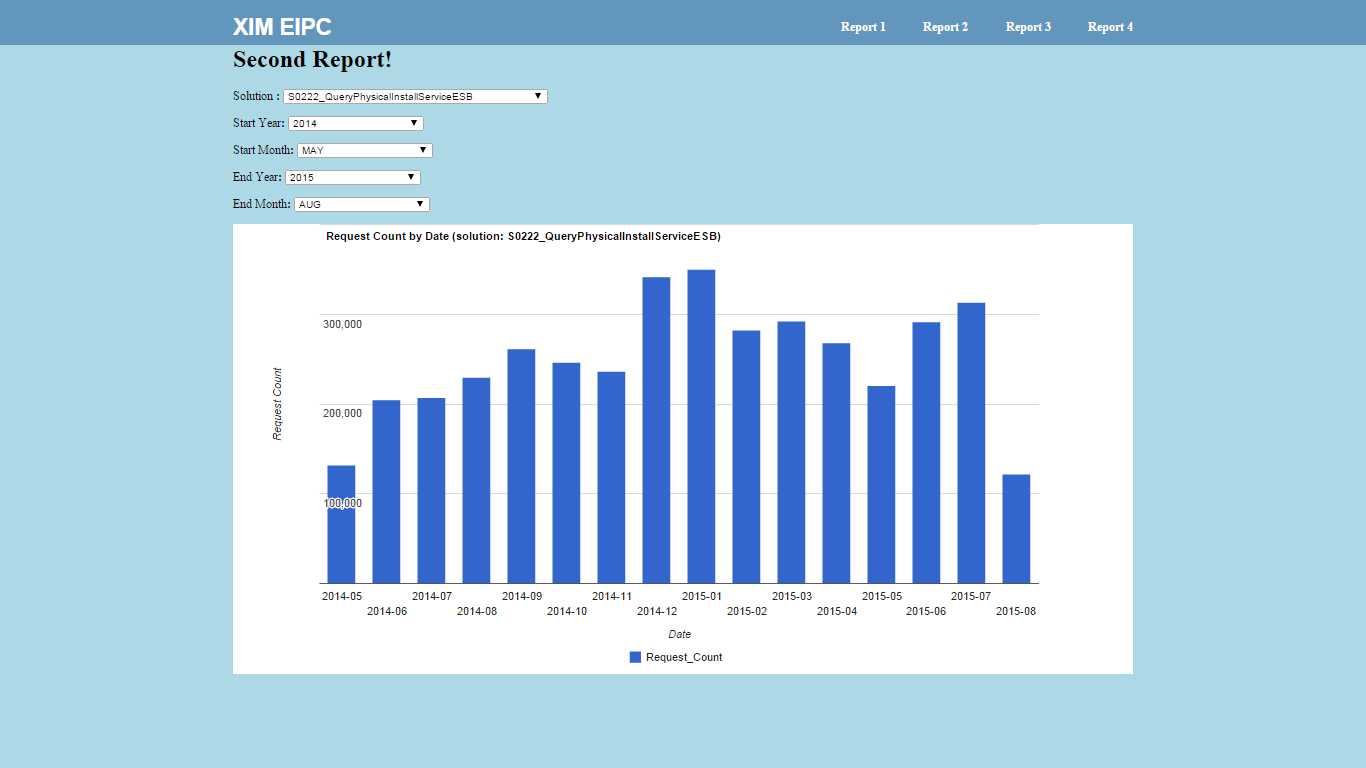 XIM EIPC
Report 1 Report 2 Report 3 Report 4
Second Report!
Solution : S0222_QueryPhysicalInstallServiceESB
Start Year: 2014
Start Month: MAY
End Year: 2015
End Month: AUG
Request Count by Date (solution: S0222_QueryPhysicalInstallServiceESB)
300,000
200,000
100,000
Request Count
2014-05 2014-07 2014-09 2014-11 2015-01 2015-03 2015-05 2015-07
2014-06 2014-08 2014-10 2014-12 2015-02 2015-04 2015-06 2015-08
Date
Request_Count